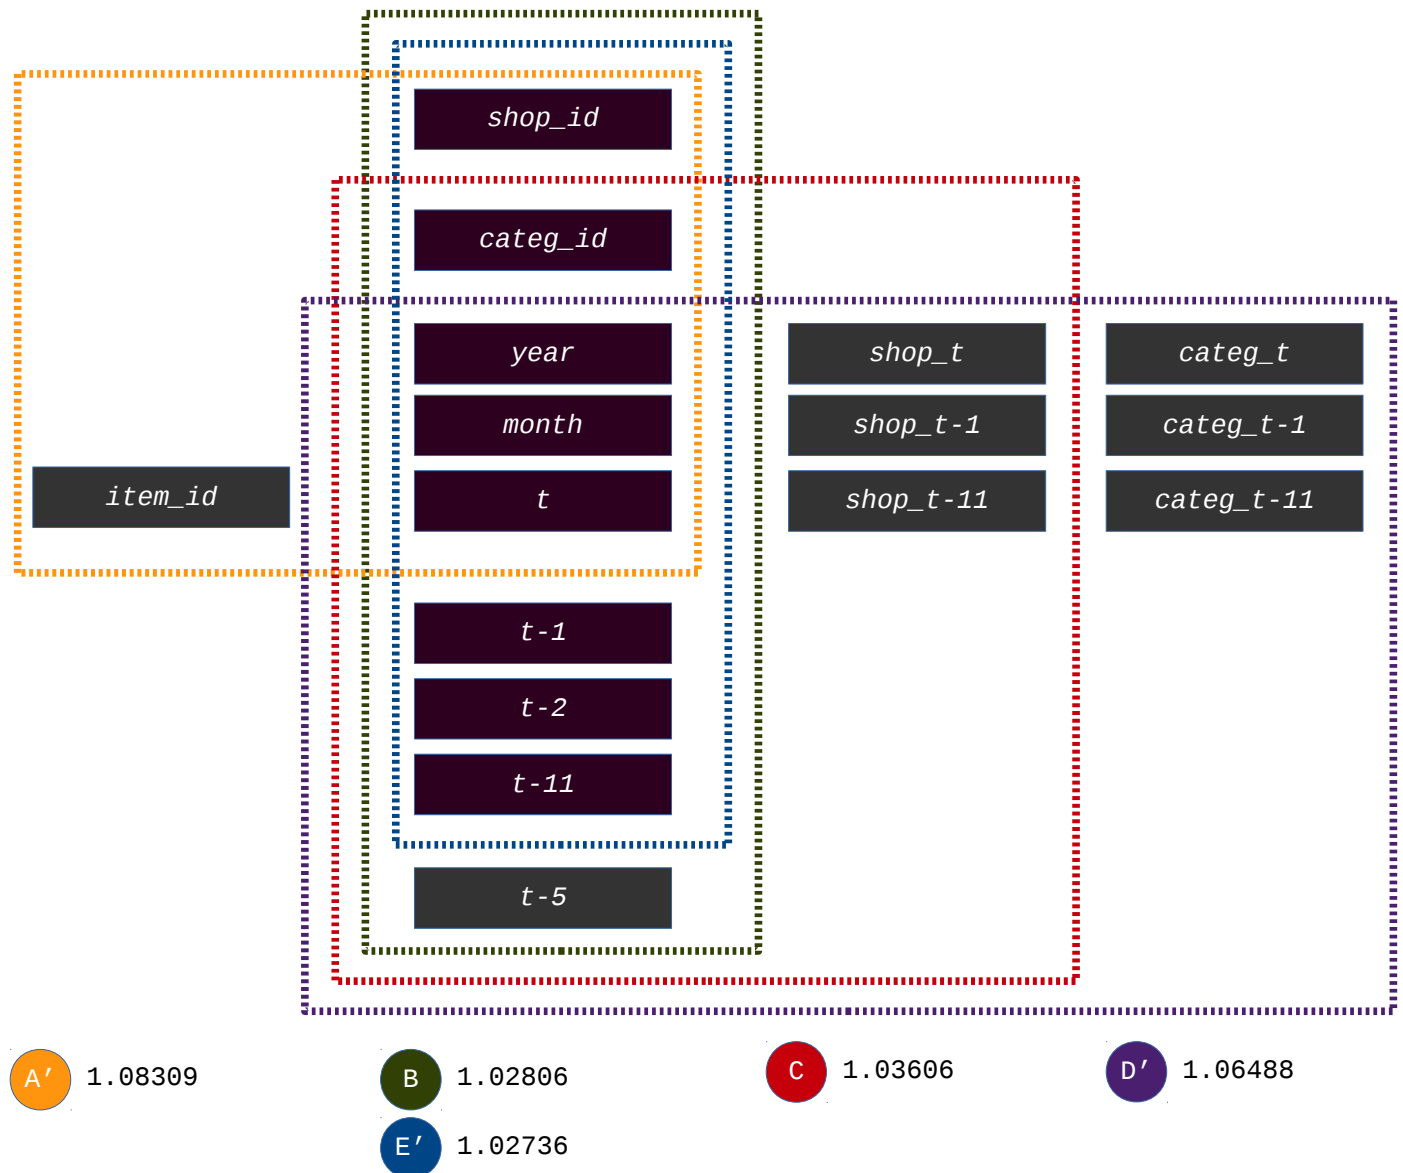 shop_id
categ_id
year
shop_t
categ_t
month
shop_t-1
categ_t-1
item_id
t
shop_t-11
categ_t-11
t-1
t-2
t-11
t-5
A’ 1.08309
B 1.02806
C 1.03606
D’ 1.06488
E’ 1.02736